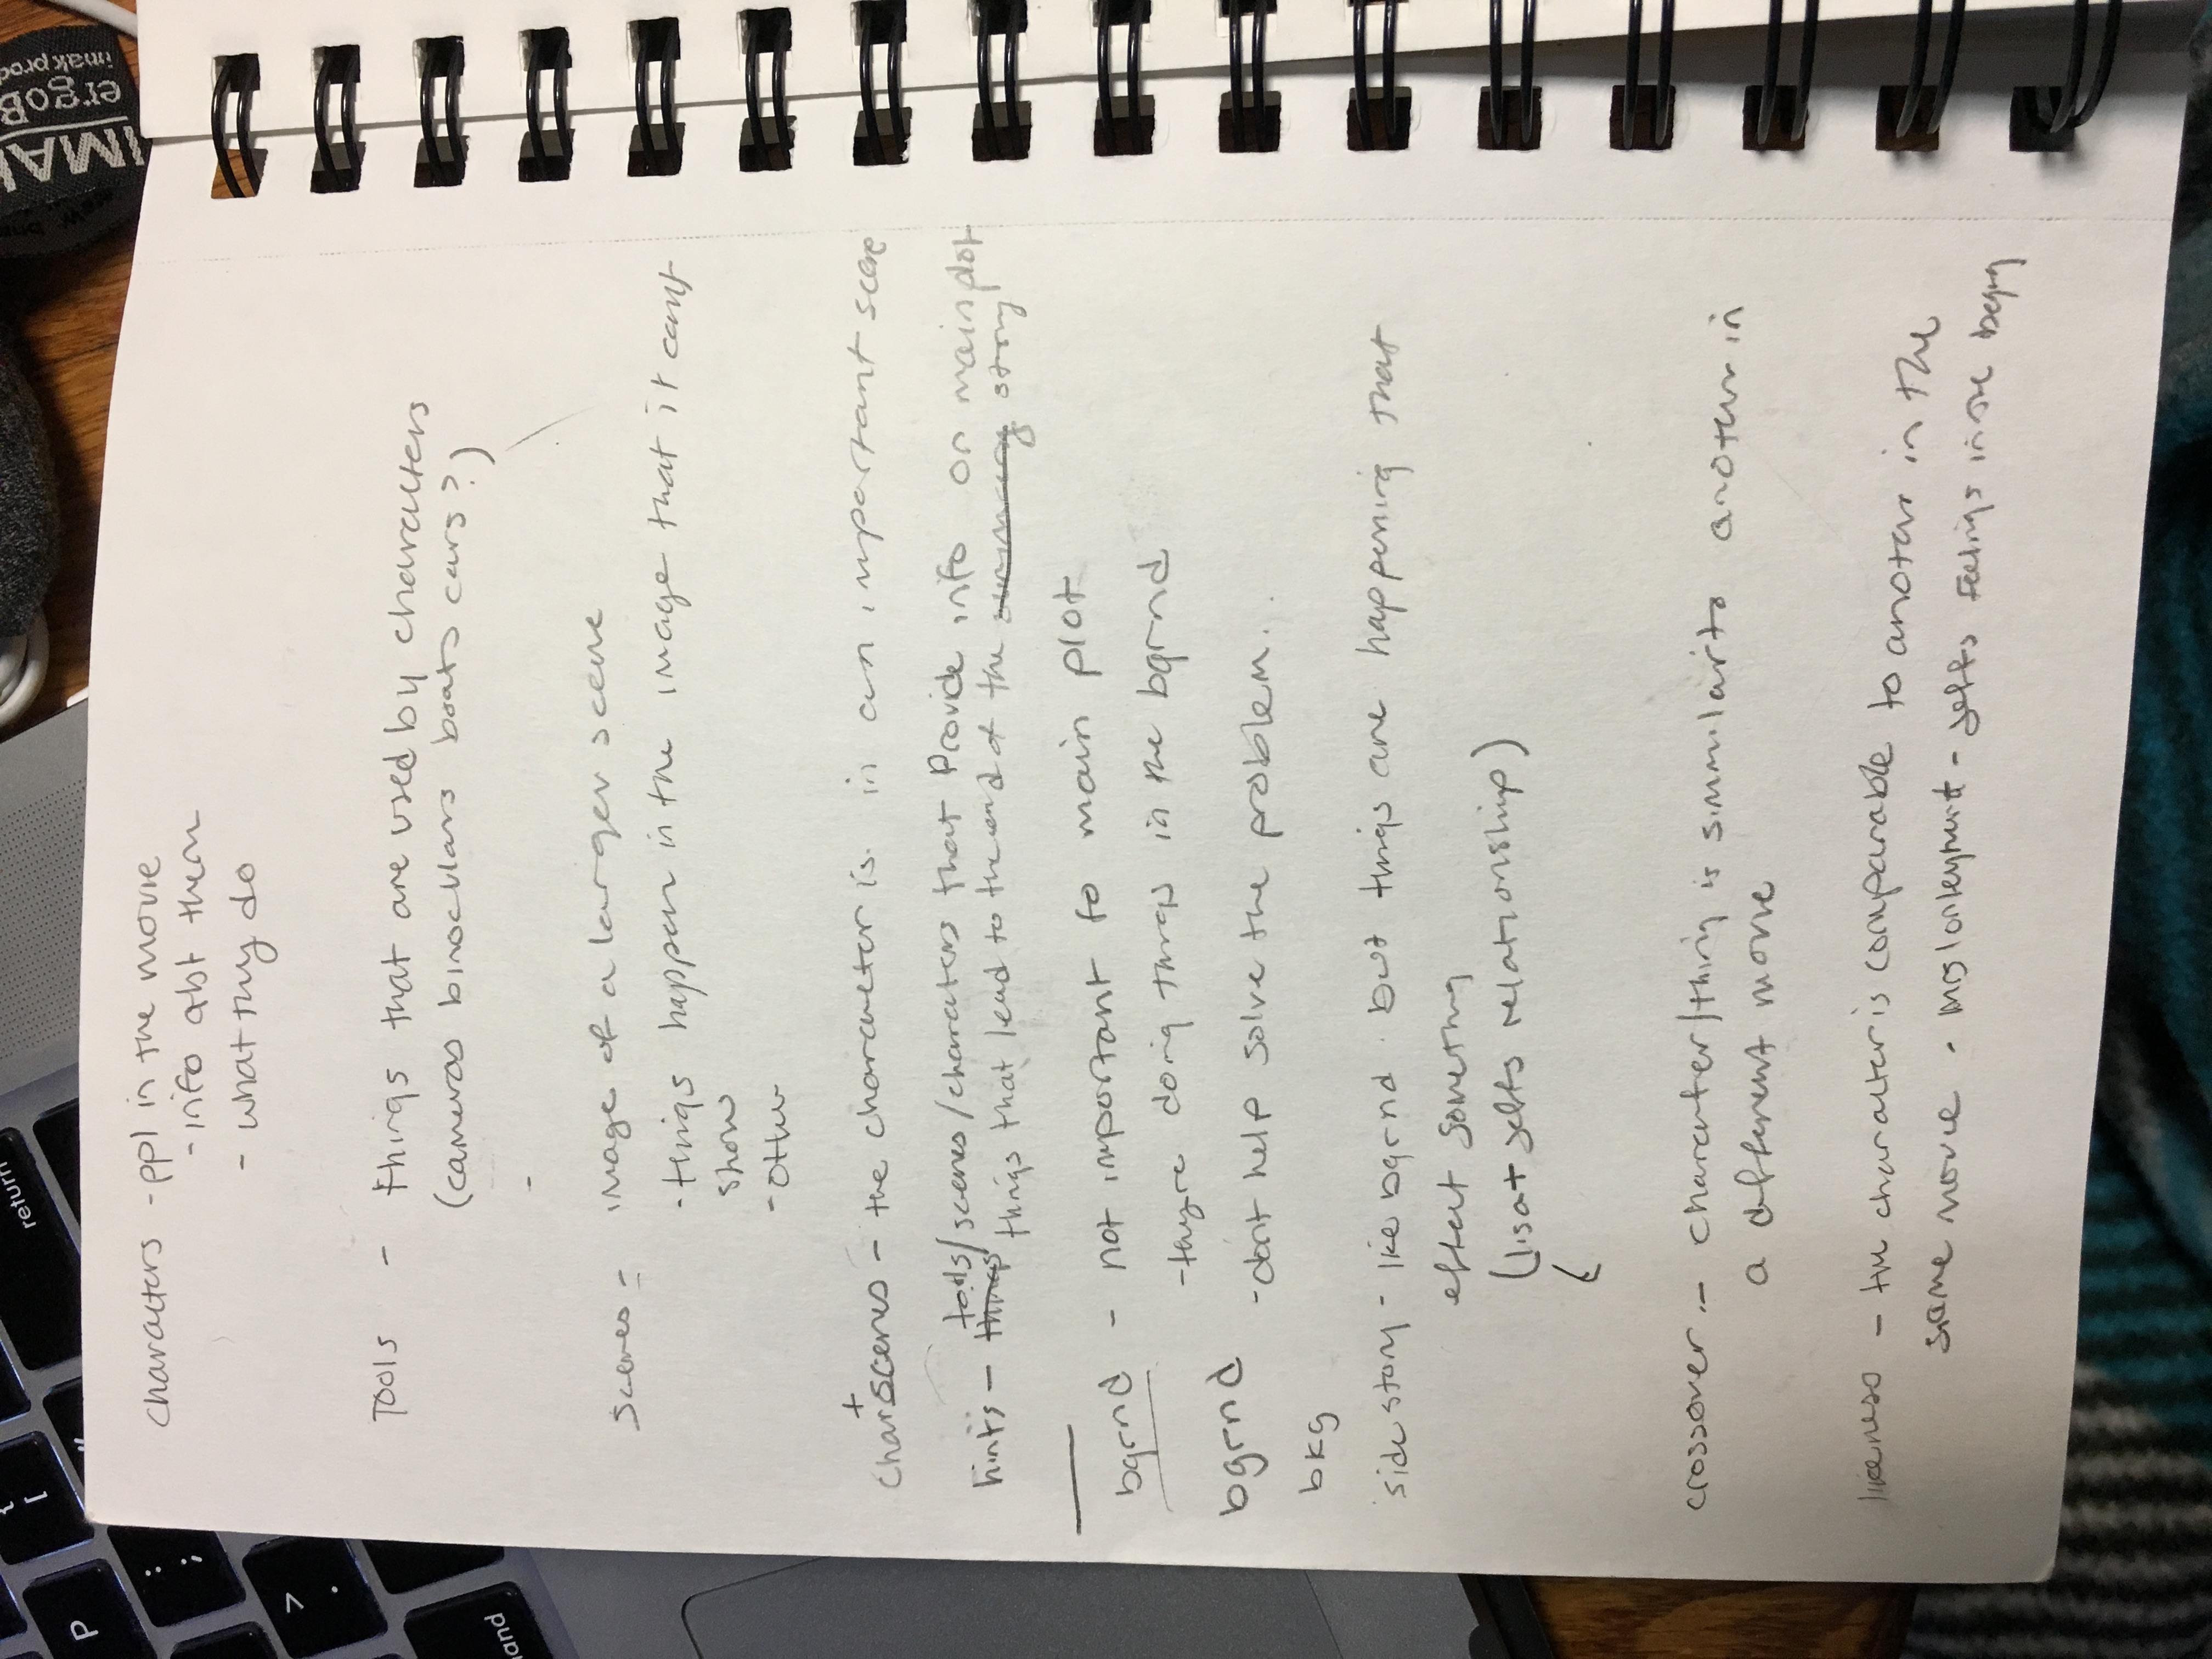 {
[
return
P
"
:
;
>
.
and
IMAK
ergoB
imak prod
characters - ppl in the movie
- info abt them
- what they do
Tools - things that are used by characters
(cameras binocklars boats cars?)
-
scenes - image of a larger scene
- things happen in the image that it cant
show
- other
+
char scenes - the character is in an important scene
tools/scenes/characters that Provide info on main plot
hints - things things that lead to the end of the summary story
bgrnd - not important to main plot
- theyre doing things in the bgrnd
bgrnd
- dont help solve the problem.
bkg
side story - like bgrnd but things are happening that
effect something
(lisa + jeffs relationship)
(
crossover - character/thing is simmilar to another in
a different movie
likeness - the character is comparable to another in the
same movie - mrs lonleyheart - jeffs feelings in the